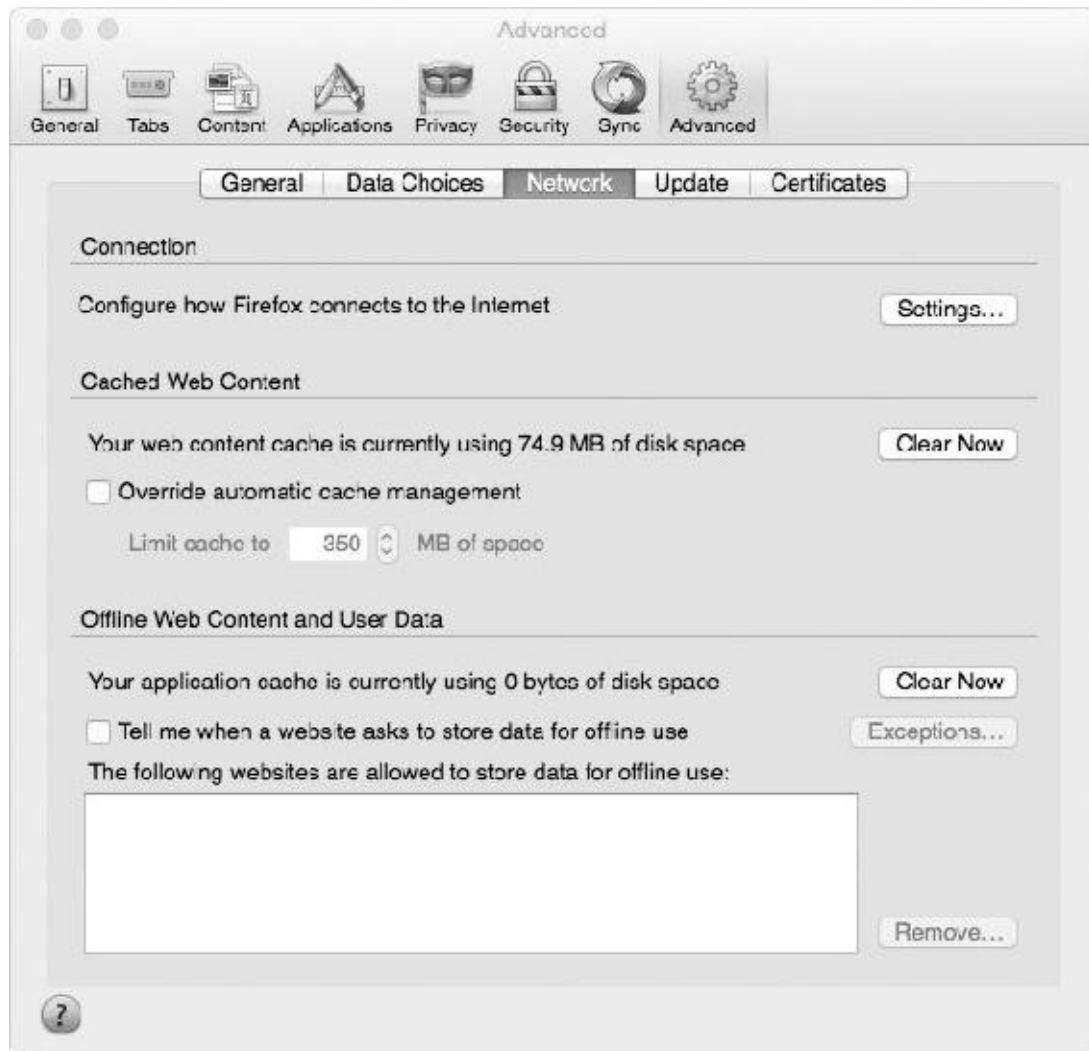 Advanced
General Tabs Content Applications Privacy Security Sync Advanced
General Data Choices Network Update Certificates
Connection
Configure how Firefox connects to the Internet Settings...
Cached Web Content
Your web content cache is currently using 74.9 MB of disk space Clear Now
Override automatic cache management
Limit cache to 350 MB of space
Offline Web Content and User Data
Your application cache is currently using 0 bytes of disk space Clear Now
Tell me when a website asks to store data for offline use Exceptions...
The following websites are allowed to store data for offline use:
Remove...
?